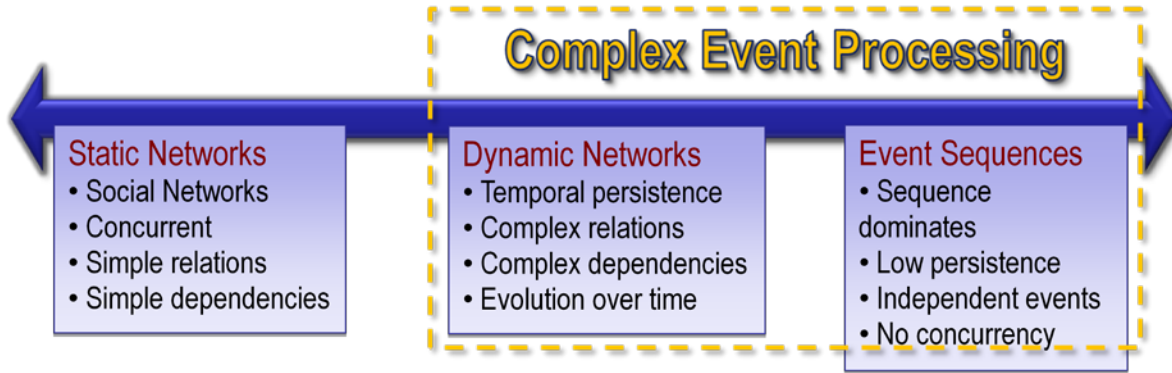 Complex Event Processing
Static Networks
• Social Networks
• Concurrent
• Simple relations
• Simple dependencies
Dynamic Networks
• Temporal persistence
• Complex relations
• Complex dependencies
• Evolution over time
Event Sequences
• Sequence
dominates
• Low persistence
• Independent events
• No concurrency